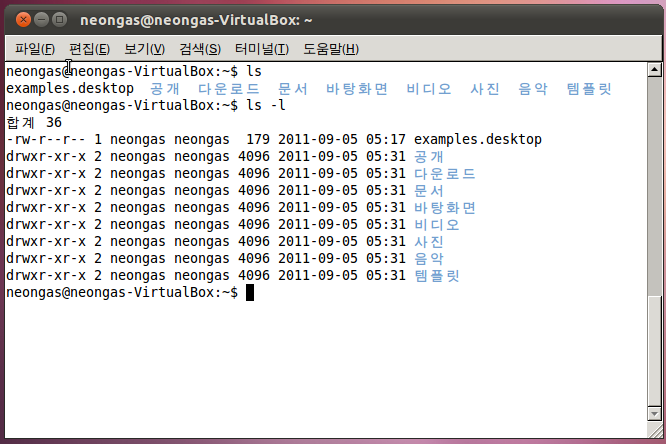 neongas@neongas-VirtualBox: ~
파일(F) 편집(E) 보기(V) 검색(S) 터미널(T) 도움말(H)
neongas@neongas-VirtualBox:~$ ls
examples.desktop 공개 다운로드 문서 바탕화면 비디오 사진 음악 템플릿
neongas@neongas-VirtualBox:~$ ls -l
합계 36
-rw-r--r-- 1 neongas neongas  179 2011-09-05 05:17 examples.desktop
drwxr-xr-x 2 neongas neongas 4096 2011-09-05 05:31 공개
drwxr-xr-x 2 neongas neongas 4096 2011-09-05 05:31 다운로드
drwxr-xr-x 2 neongas neongas 4096 2011-09-05 05:31 문서
drwxr-xr-x 2 neongas neongas 4096 2011-09-05 05:31 바탕화면
drwxr-xr-x 2 neongas neongas 4096 2011-09-05 05:31 비디오
drwxr-xr-x 2 neongas neongas 4096 2011-09-05 05:31 사진
drwxr-xr-x 2 neongas neongas 4096 2011-09-05 05:31 음악
drwxr-xr-x 2 neongas neongas 4096 2011-09-05 05:31 템플릿
neongas@neongas-VirtualBox:~$